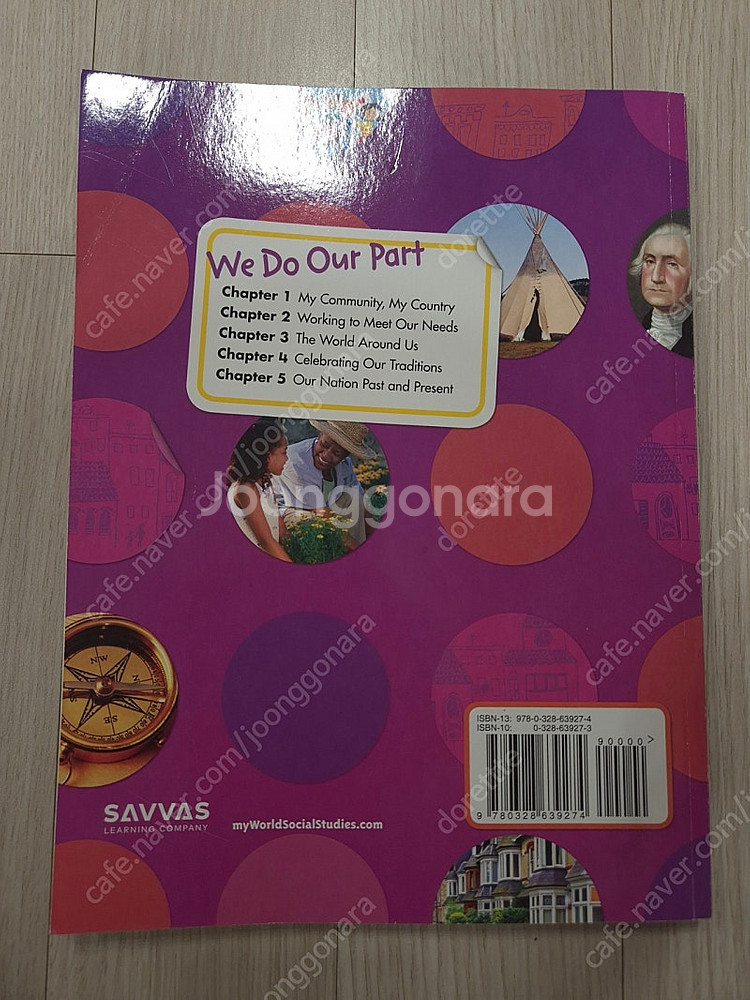 We Do Our Part
Chapter 1 My Community, My Country
Chapter 2 Working to Meet Our Needs
Chapter 3 The World Around Us
Chapter 4 Celebrating Our Traditions
Chapter 5 Our Nation Past and Present
Joonggonara
cafe.naver.com/joonggonara
dorettte
NW
N
SE
ISBN-13: 978-0-328-63927-4
ISBN-10: 0-328-63927-3
90000>
9 780328 639274
SAVVAS
LEARNING COMPANY
myWorldSocialStudies.com